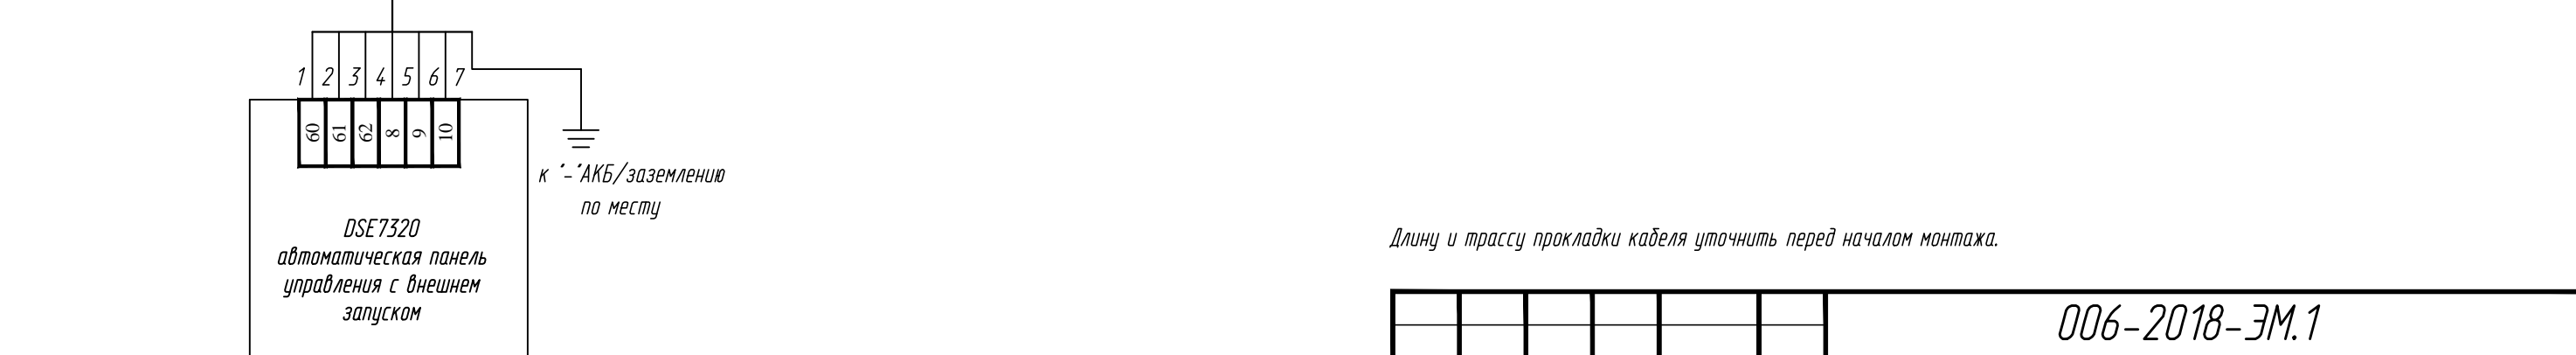 1 2 3 4 5 6 7
60 61 62 8 9 10
к "-"АКБ/заземлению
по месту
DSE7320
автоматическая панель
управления с внешнем
запуском
Длину и трассу прокладки кабеля уточнить перед началом монтажа.
006-2018-ЭМ.1